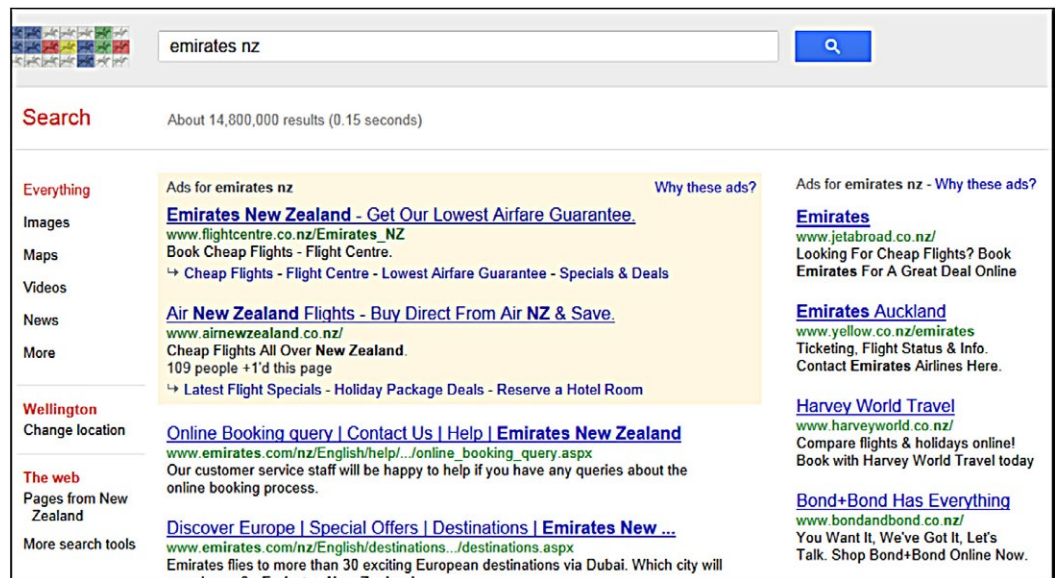 emirates nz
Search
About 14,800,000 results (0.15 seconds)
Everything
Images
Maps
Videos
News
More
Wellington
Change location
The web
Pages from New
Zealand
More search tools
Ads for emirates nz
Why these ads?
Emirates New Zealand - Get Our Lowest Airfare Guarantee.
www.flightcentre.co.nz/Emirates_NZ
Book Cheap Flights - Flight Centre.
↳ Cheap Flights - Flight Centre - Lowest Airfare Guarantee - Specials & Deals
Air New Zealand Flights - Buy Direct From Air NZ & Save.
www.airnewzealand.co.nz/
Cheap Flights All Over New Zealand.
109 people +1'd this page
↳ Latest Flight Specials - Holiday Package Deals - Reserve a Hotel Room
Online Booking query | Contact Us | Help | Emirates New Zealand
www.emirates.com/nz/English/help/.../online_booking_query.aspx
Our customer service staff will be happy to help if you have any queries about the
online booking process.
Discover Europe | Special Offers | Destinations | Emirates New ...
www.emirates.com/nz/English/destinations.../destinations.aspx
Emirates flies to more than 30 exciting European destinations via Dubai. Which city will
Ads for emirates nz - Why these ads?
Emirates
www.jetabroad.co.nz/
Looking For Cheap Flights? Book
Emirates For A Great Deal Online
Emirates Auckland
www.yellow.co.nz/emirates
Ticketing, Flight Status & Info.
Contact Emirates Airlines Here.
Harvey World Travel
www.harveyworld.co.nz/
Compare flights & holidays online!
Book with Harvey World Travel today
Bond+Bond Has Everything
www.bondandbond.co.nz/
You Want It, We've Got It, Let's
Talk. Shop Bond+Bond Online Now.